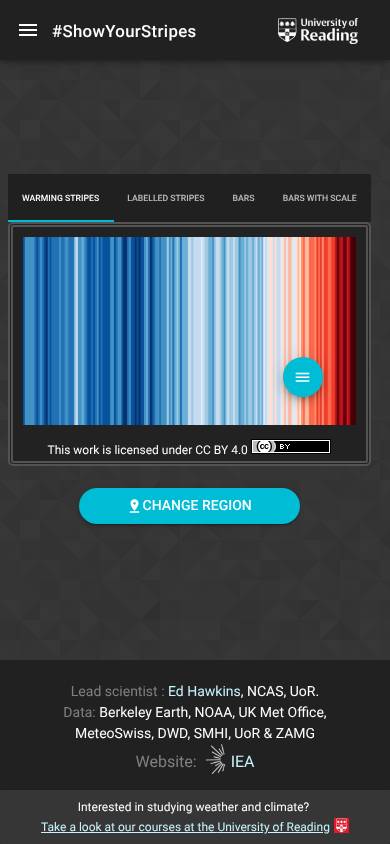 #ShowYourStripes
University of
Reading
WARMING STRIPES LABELLED STRIPES BARS BARS WITH SCALE
This work is licensed under CC BY 4.0 cc BY
CHANGE REGION
Lead scientist : Ed Hawkins, NCAS, UoR.
Data: Berkeley Earth, NOAA, UK Met Office,
MeteoSwiss, DWD, SMHI, UoR & ZAMG
Website: IEA
Interested in studying weather and climate?
Take a look at our courses at the University of Reading